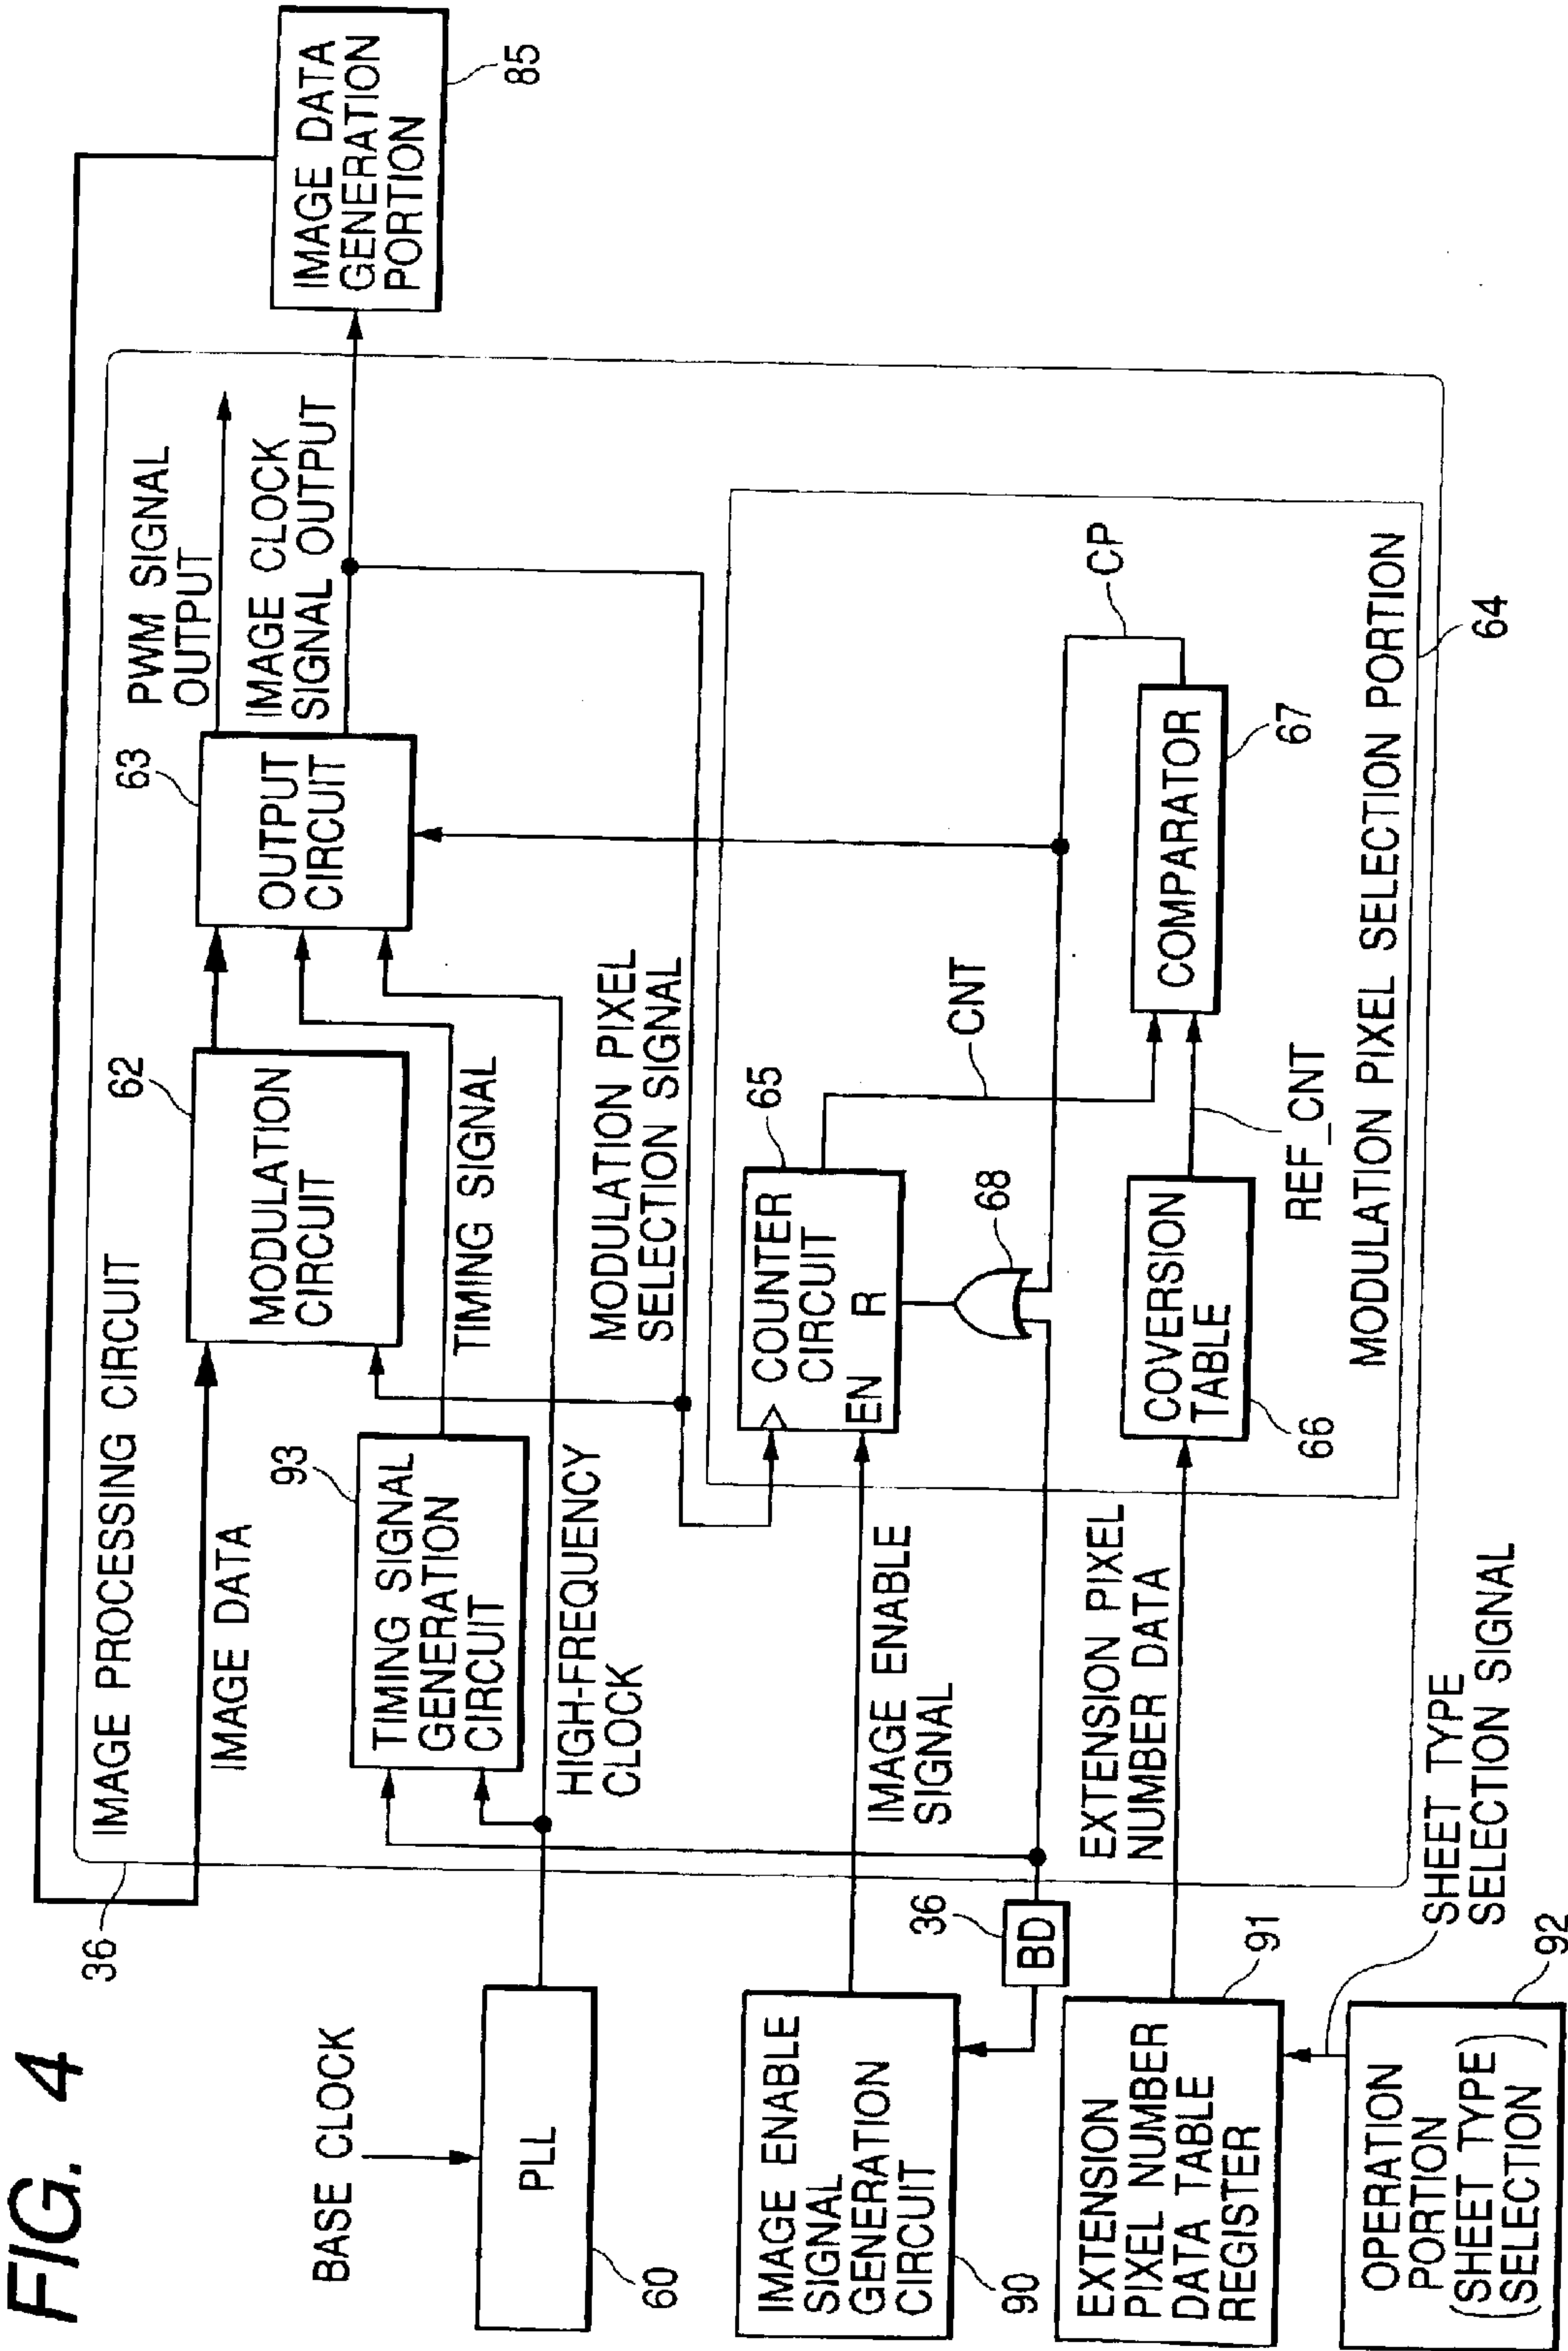 FIG. 4
36
IMAGE PROCESSING CIRCUIT
IMAGE DATA
62
MODULATION
CIRCUIT
63
OUTPUT
CIRCUIT
PWM SIGNAL
OUTPUT
IMAGE CLOCK
SIGNAL OUTPUT
IMAGE DATA
GENERATION
PORTION
85
BASE CLOCK
PLL
60
93
TIMING SIGNAL
GENERATION
CIRCUIT
TIMING SIGNAL
HIGH-FREQUENCY
CLOCK
MODULATION PIXEL
SELECTION SIGNAL
IMAGE ENABLE
SIGNAL
GENERATION
CIRCUIT
90
IMAGE ENABLE
SIGNAL
36
BD
COUNTER
CIRCUIT
EN R
65
68
CNT
CP
EXTENSION
PIXEL NUMBER
DATA TABLE
REGISTER
91
EXTENSION PIXEL
NUMBER DATA
COVERSION
TABLE
66
REF_CNT
COMPARATOR
67
MODULATION PIXEL SELECTION PORTION
64
OPERATION
PORTION
(SHEET TYPE
SELECTION)
92
SHEET TYPE
SELECTION SIGNAL